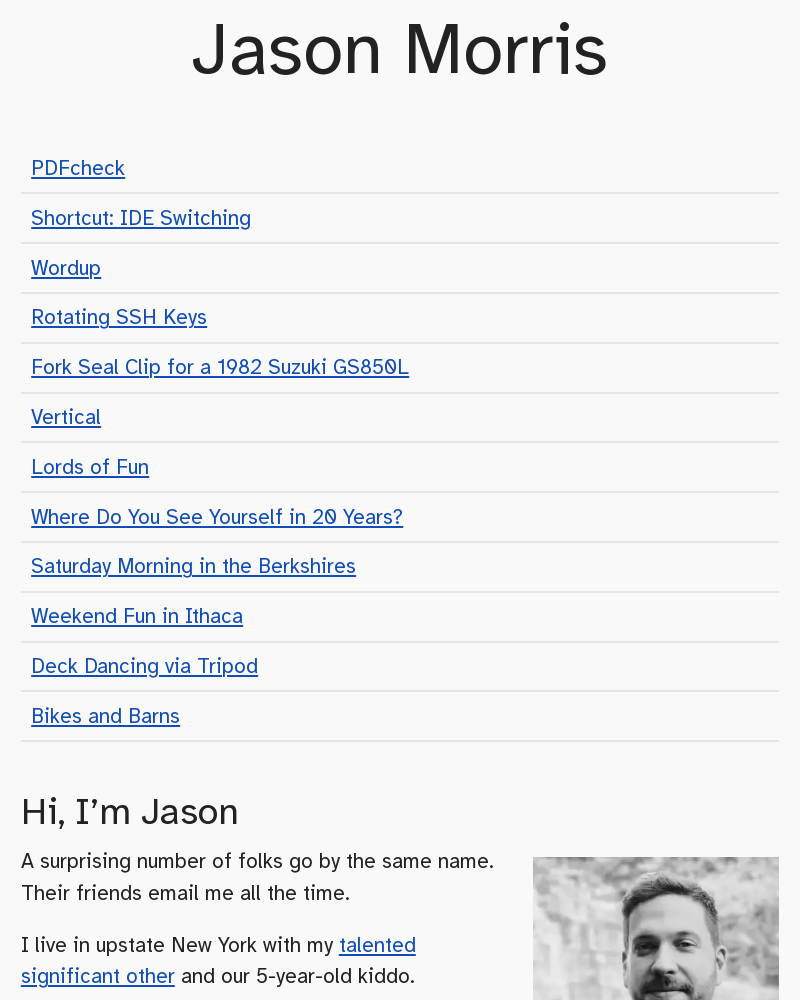 Jason Morris
PDFcheck
Shortcut: IDE Switching
Wordup
Rotating SSH Keys
Fork Seal Clip for a 1982 Suzuki GS850L
Vertical
Lords of Fun
Where Do You See Yourself in 20 Years?
Saturday Morning in the Berkshires
Weekend Fun in Ithaca
Deck Dancing via Tripod
Bikes and Barns
Hi, I’m Jason
A surprising number of folks go by the same name.
Their friends email me all the time.
I live in upstate New York with my talented
significant other and our 5-year-old kiddo.